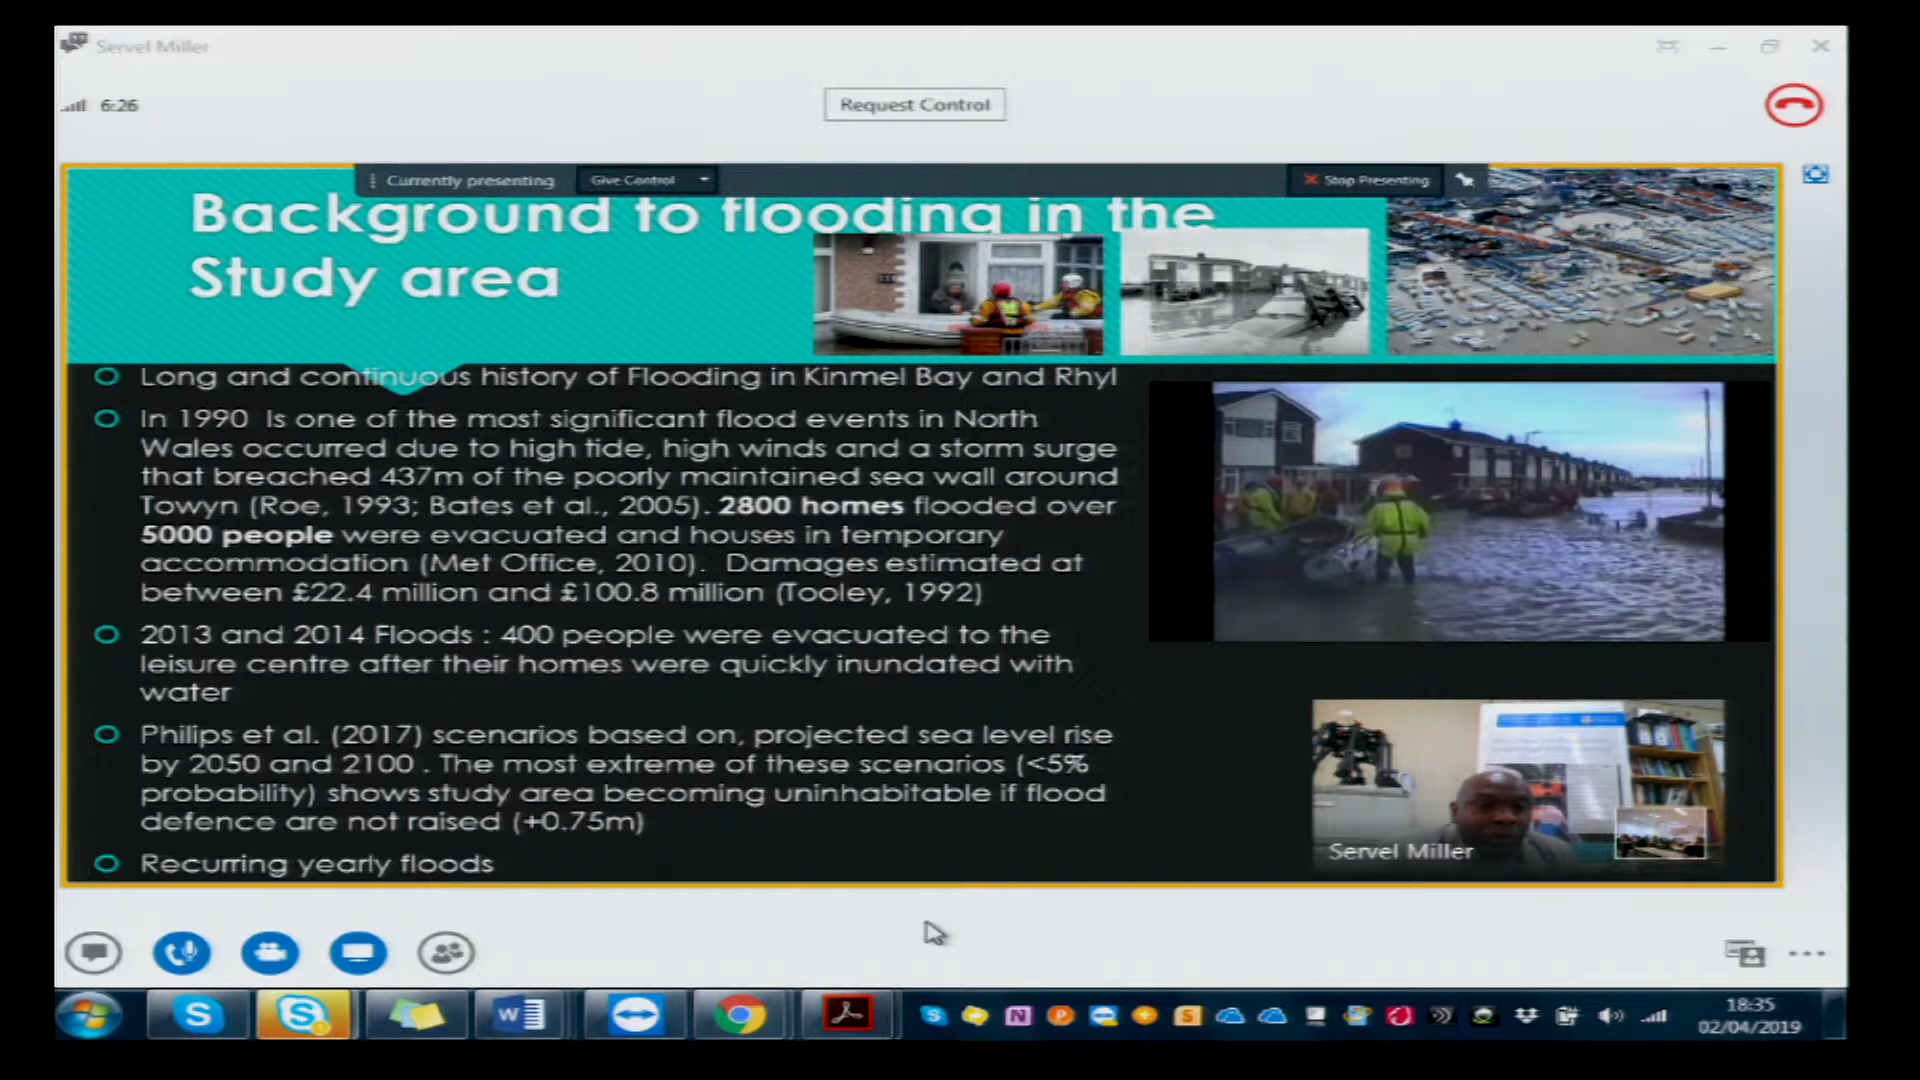 Servel Miller
6:26
Request Control
Currently presenting
Give Control
Stop Presenting
Background to flooding in the
Study area
Long and continuous history of Flooding in Kinmel Bay and Rhyl
In 1990 Is one of the most significant flood events in North
Wales occurred due to high tide, high winds and a storm surge
that breached 437m of the poorly maintained sea wall around
Towyn (Roe, 1993; Bates et al., 2005). 2800 homes flooded over
5000 people were evacuated and houses in temporary
accommodation (Met Office, 2010). Damages estimated at
between £22.4 million and £100.8 million (Tooley, 1992)
2013 and 2014 Floods : 400 people were evacuated to the
leisure centre after their homes were quickly inundated with
water
Philips et al. (2017) scenarios based on, projected sea level rise
by 2050 and 2100 . The most extreme of these scenarios (<5%
probability) shows study area becoming uninhabitable if flood
defence are not raised (+0.75m)
Recurring yearly floods
Servel Miller
18:35
02/04/2019